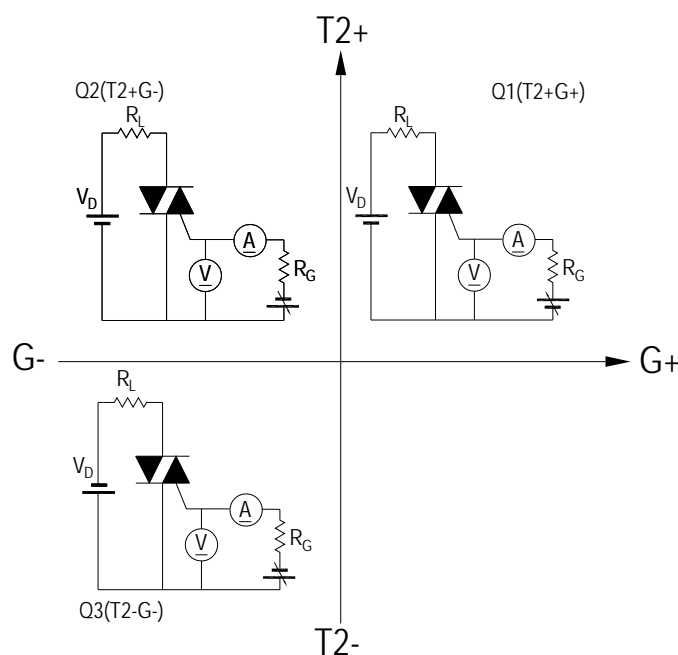 T2+
Q2(T2+G-)
Q1(T2+G+)
RL
RL
VD
VD
A
A
V
RG
V
RG
G-
G+
RL
VD
A
V
RG
Q3(T2-G-)
T2-